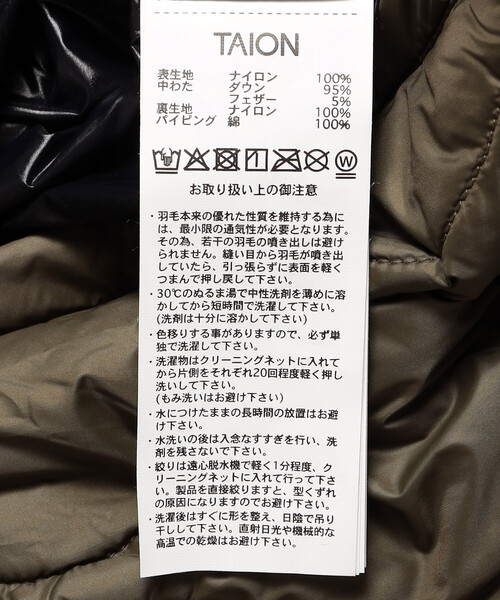 TAION
表生地 ナイロン 100%
中わた ダウン 95%
フェザー 5%
裏生地 ナイロン 100%
パイピング 綿 100%
お取り扱い上の御注意
・羽毛本来の優れた性質を維持する為に
は、最小限の通気性が必要となります。
その為、若干の羽毛の噴き出しは避け
られません。縫い目から羽毛が噴き出
していたら、引っ張らずに表面を軽く
つまんで押し戻して下さい。
・30℃のぬるま湯で中性洗剤を薄めに溶
かしてから短時間で洗濯して下さい。
(洗剤は十分に溶かして下さい)
・色移りする事がありますので、必ず単
独で洗濯して下さい。
・洗濯物はクリーニングネットに入れて
から片側をそれぞれ20回程度軽く押し
洗いして下さい。
(もみ洗いはお避け下さい)
・水につけたままの長時間の放置はお避
け下さい。
・水洗いの後は入念なすすぎを行い、洗
剤を残さないで下さい。
・絞りは遠心脱水機で軽く1分程度、ク
リーニングネットに入れて行って下さ
い。製品を直接絞りますと、型くずれ
の原因になりますのでお避け下さい。
・洗濯後はすぐに形を整え、日陰で吊り
干しして下さい。直射日光や機械的な
高温での乾燥はお避け下さい。